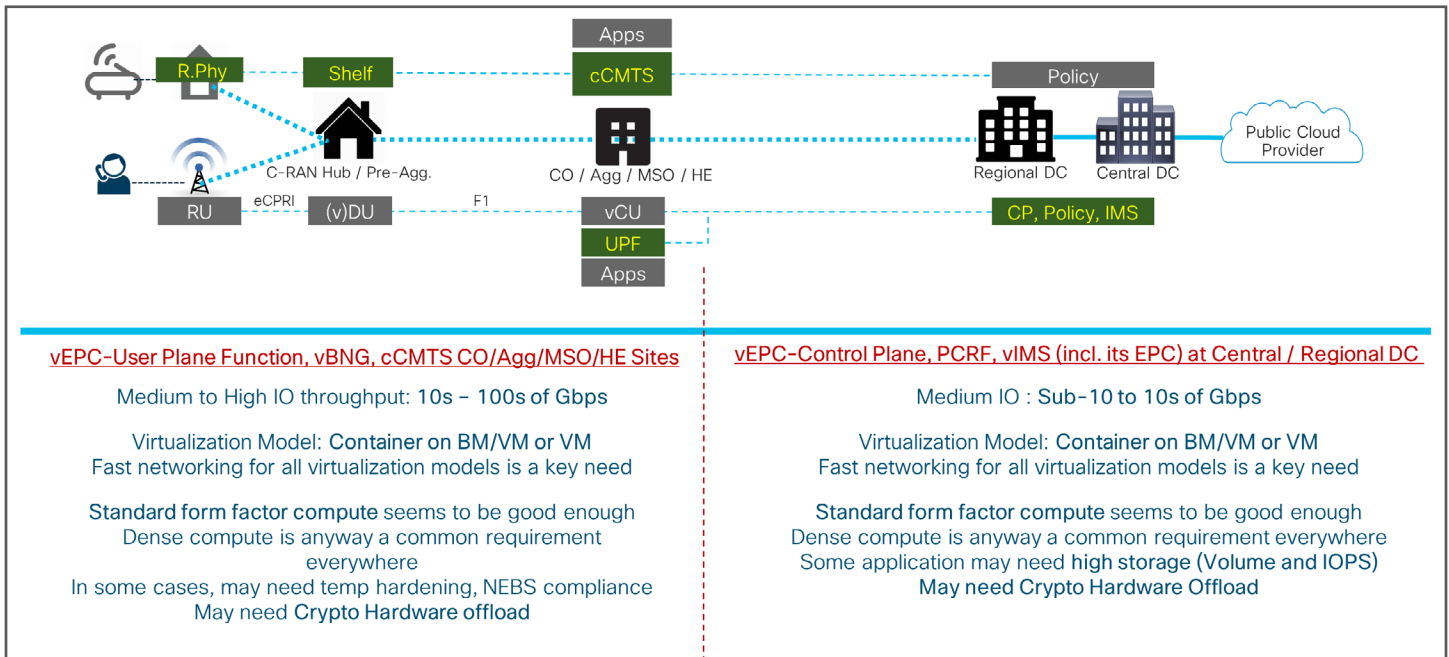 Apps
R.Phy
Shelf
cCMTS
Policy
Public Cloud
Provider
C-RAN Hub / Pre-Agg.
CO / Agg / MSO / HE
Regional DC
Central DC
RU
eCPRI
(v)DU
F1
vCU
CP, Policy, IMS
UPF
Apps
vEPC-User Plane Function, vBNG, cCMTS CO/Agg/MSO/HE Sites
Medium to High IO throughput: 10s – 100s of Gbps
Virtualization Model: Container on BM/VM or VM
Fast networking for all virtualization models is a key need
Standard form factor compute seems to be good enough
Dense compute is anyway a common requirement
everywhere
In some cases, may need temp hardening, NEBS compliance
May need Crypto Hardware offload
vEPC-Control Plane, PCRF, vIMS (incl. its EPC) at Central / Regional DC
Medium IO : Sub-10 to 10s of Gbps
Virtualization Model: Container on BM/VM or VM
Fast networking for all virtualization models is a key need
Standard form factor compute seems to be good enough
Dense compute is anyway a common requirement everywhere
Some application may need high storage (Volume and IOPS)
May need Crypto Hardware Offload